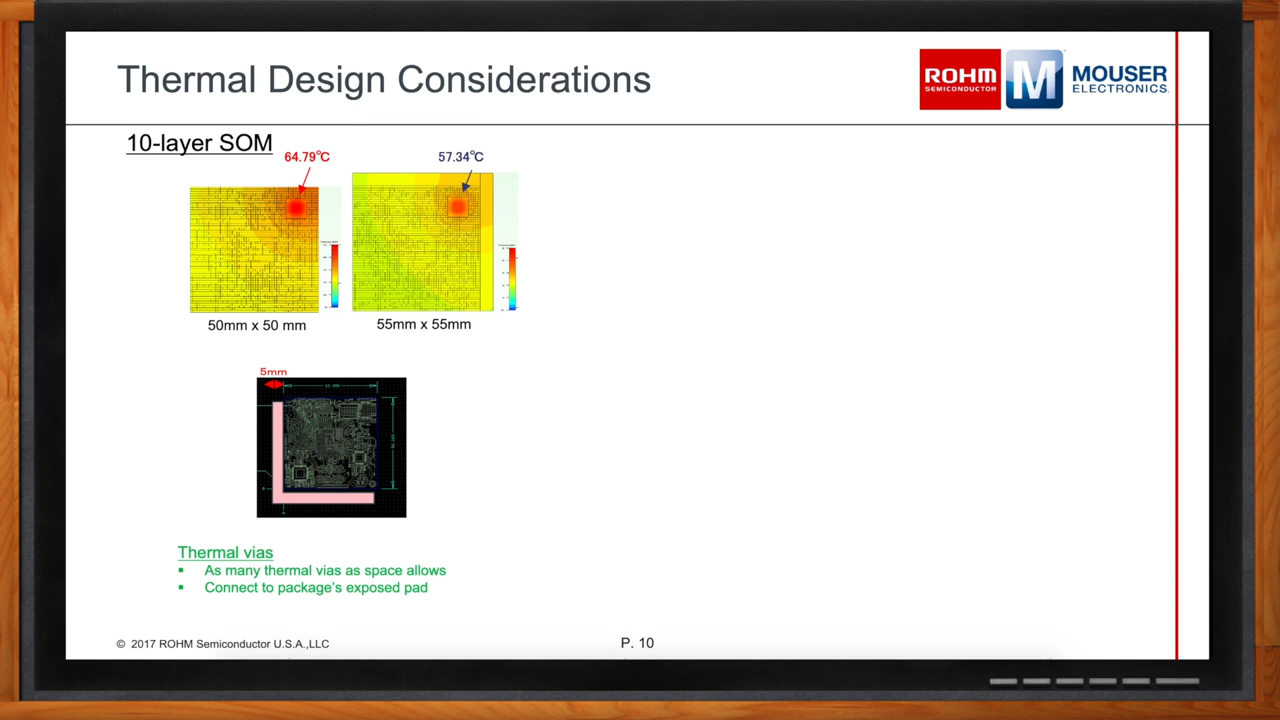 Thermal Design Considerations
ROHM
SEMICONDUCTOR
M
MOUSER
ELECTRONICS
10-layer SOM
64.79℃
57.34℃
50mm x 50 mm
55mm x 55mm
5mm
Thermal vias
▪ As many thermal vias as space allows
▪ Connect to package's exposed pad
© 2017 ROHM Semiconductor U.S.A.,LLC
P. 10